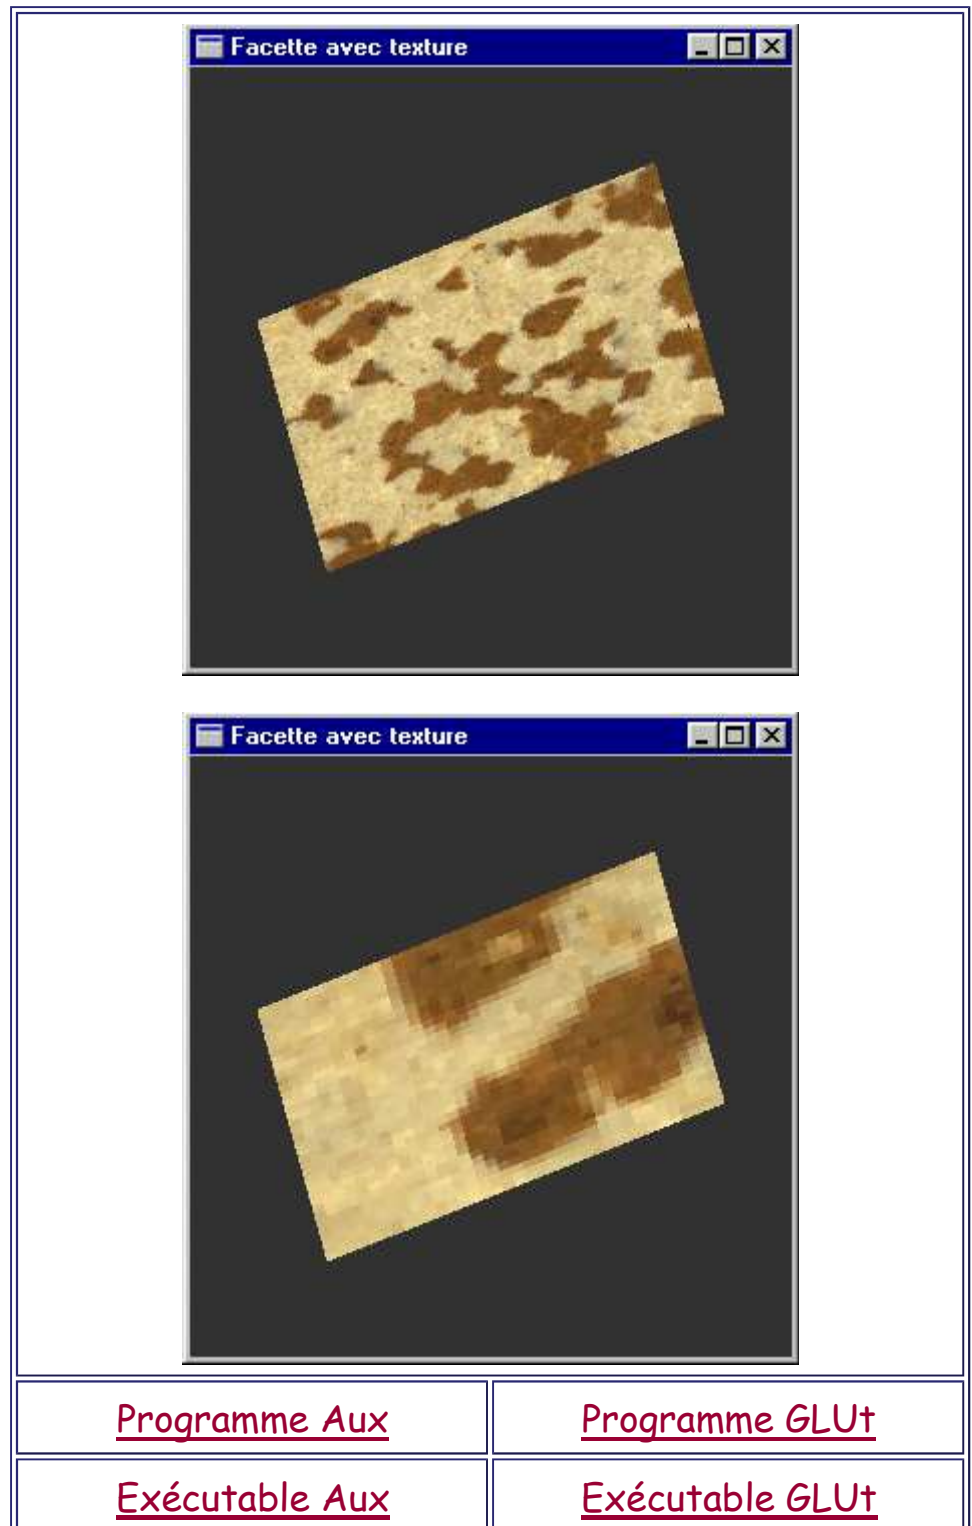 Facette avec texture
Facette avec texture
Programme Aux
Programme GLUt
Exécutable Aux
Exécutable GLUt